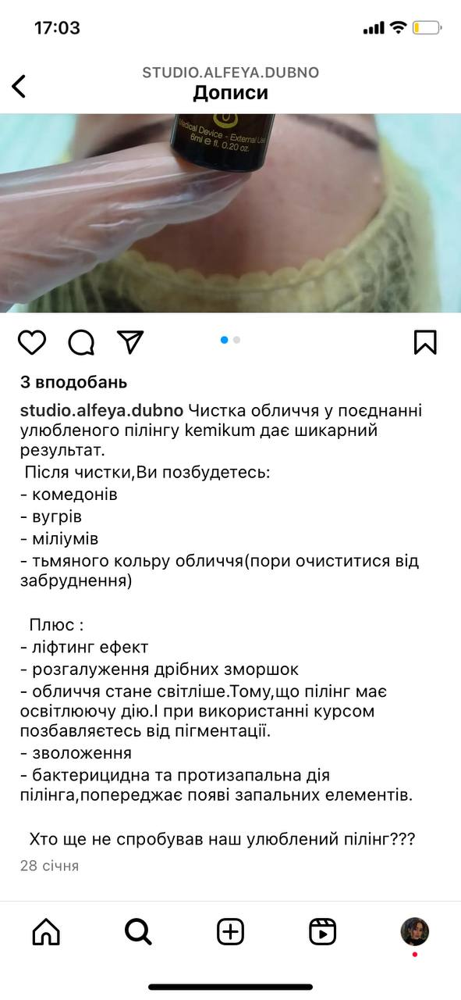 17:03
STUDIO.ALFEYA.DUBNO
Дописи
Medical Device - External Use
6ml e fl. 0.20 oz.
3 вподобань
studio.alfeya.dubno Чистка обличчя у поєднанні
улюбленого пілінгу kemikum дає шикарний
результат.
Після чистки,Ви позбудетесь:
- комедонів
- вугрів
- міліумів
- тьмяного кольру обличчя(пори очиститися від
забруднення)
Плюс :
- ліфтинг ефект
- розгалуження дрібних зморшок
- обличчя стане світліше.Тому,що пілінг має
освітлюючу дію.І при використанні курсом
позбавляєтесь від пігментації.
- зволоження
- бактерицидна та протизапальна дія
пілінга,попереджає появі запальних елементів.
Хто ще не спробував наш улюблений пілінг???
28 січня